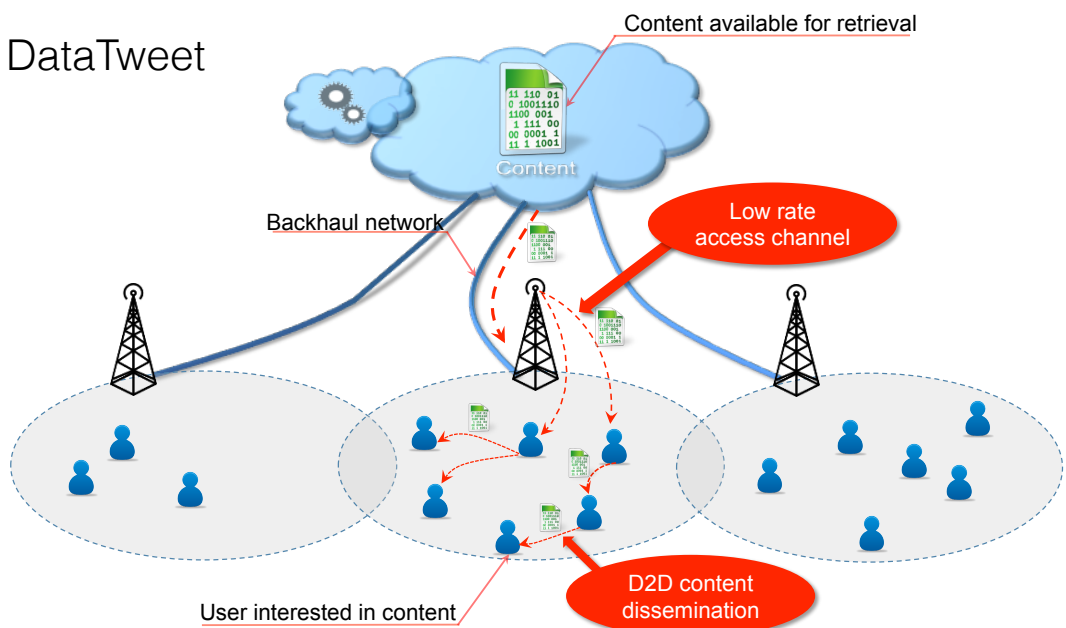 Content available for retrieval
DataTweet
11 110 01
0 1001110
1100 001
1 111 00
00 0001 1
11 1 1001
Content
Backhaul network
Low rate
access channel
User interested in content
D2D content
dissemination